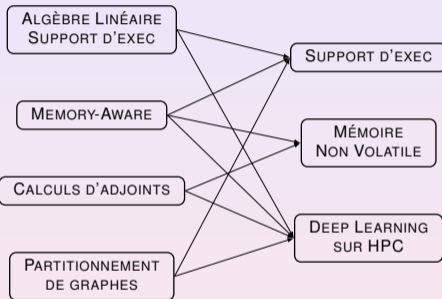 ALGÈBRE LINÉAIRE
SUPPORT D'EXEC
MEMORY-AWARE
CALCULS D'ADJOINTS
PARTITIONNEMENT
DE GRAPHES
SUPPORT D'EXEC
MÉMOIRE
NON VOLATILE
DEEP LEARNING
SUR HPC